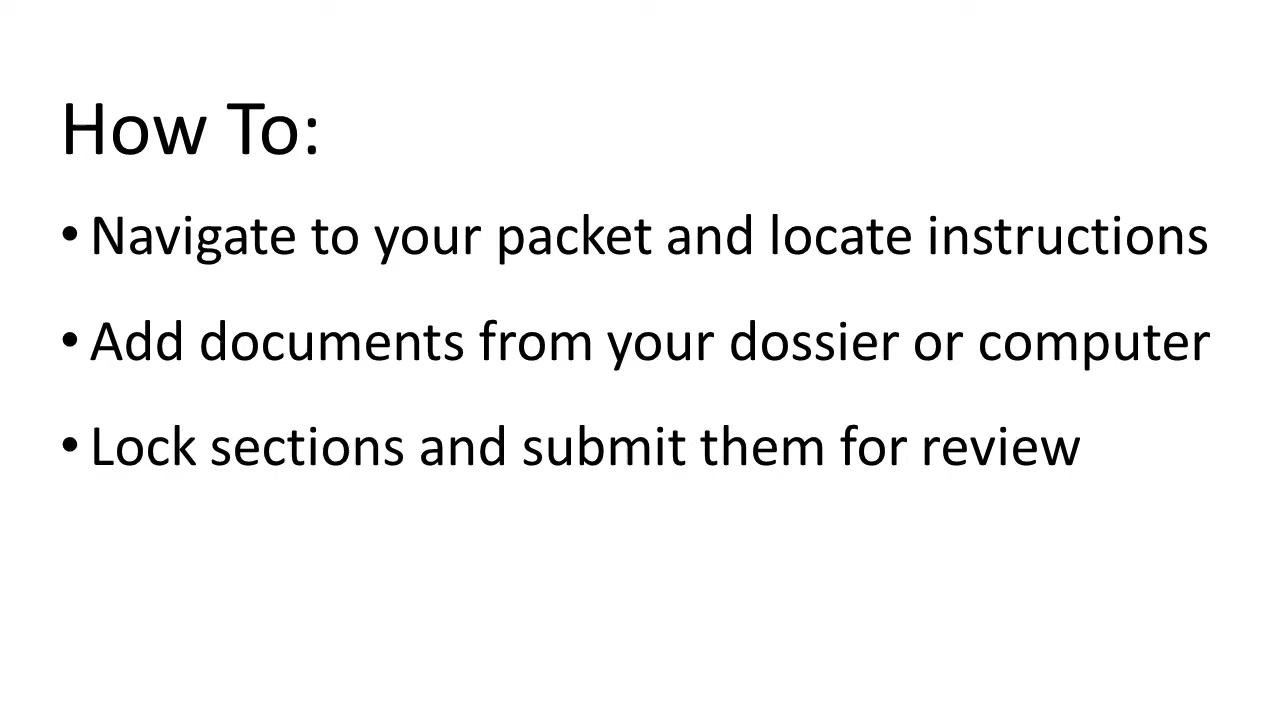 How To:
• Navigate to your packet and locate instructions
• Add documents from your dossier or computer
• Lock sections and submit them for review